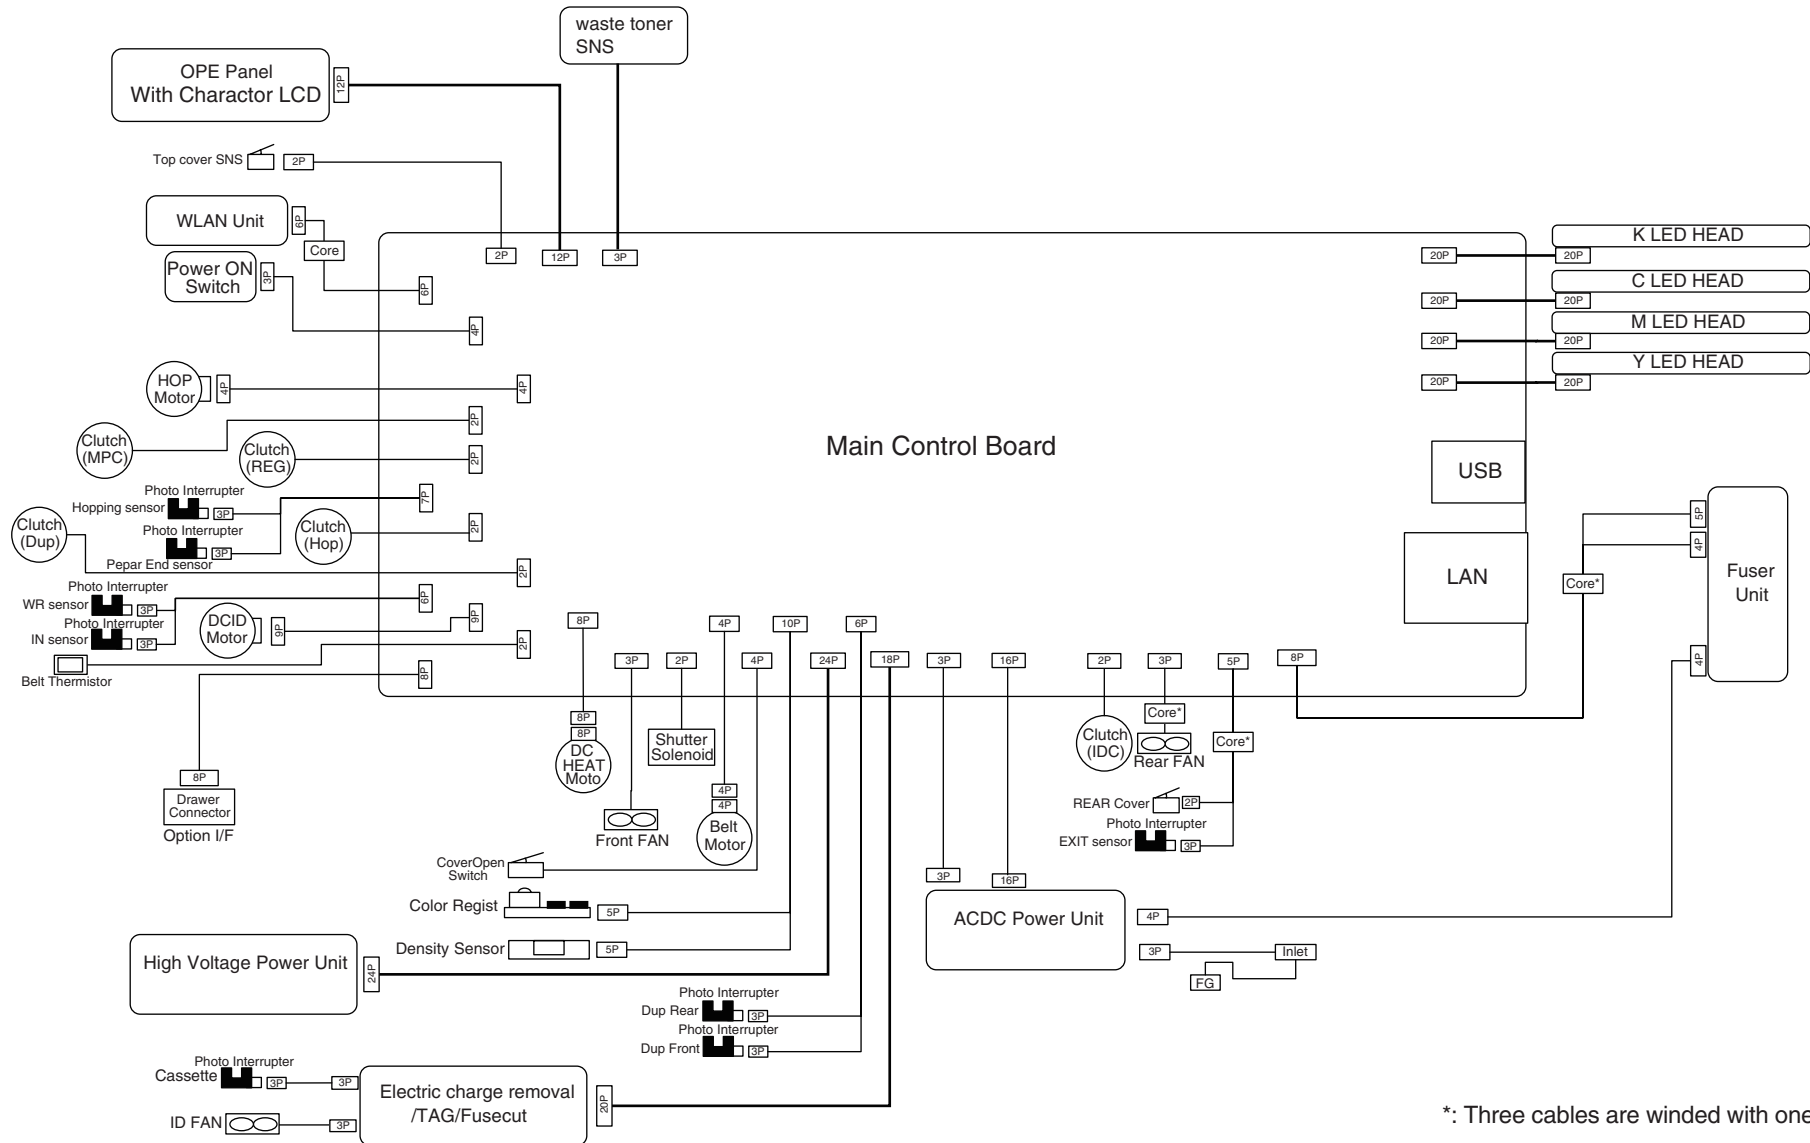 waste toner
SNS
OPE Panel
With Charactor LCD
12P
Top cover SNS
2P
WLAN Unit
6P
Core
Power ON
Switch
3P
2P
12P
3P
6P
4P
20P
K LED HEAD
20P
20P
C LED HEAD
20P
20P
M LED HEAD
20P
20P
Y LED HEAD
20P
HOP
Motor
4P
4P
Clutch
(MPC)
2P
Clutch
(REG)
2P
Main Control Board
USB
LAN
Photo Interrupter
Hopping sensor
3P
7P
Photo Interrupter
3P
Pepar End sensor
Clutch
(Hop)
2P
Clutch
(Dup)
2P
Photo Interrupter
WR sensor
3P
6P
Photo Interrupter
IN sensor
3P
DCID
Motor
9P
9P
Belt Thermistor
2P
8P
8P
Drawer
Connector
Option I/F
8P
4P
10P
6P
3P
2P
4P
24P
18P
3P
16P
2P
3P
5P
8P
5P
4P
Core*
Fuser
Unit
4P
8P
8P
DC
HEAT
Moto
Shutter
Solenoid
Front FAN
4P
4P
Belt
Motor
Clutch
(IDC)
Core*
Rear FAN
Core*
REAR Cover
2P
Photo Interrupter
EXIT sensor
3P
CoverOpen
Switch
Color Regist
5P
Density Sensor
5P
3P
16P
ACDC Power Unit
4P
3P
Inlet
FG
High Voltage Power Unit
24P
Photo Interrupter
Dup Rear
3P
Photo Interrupter
Dup Front
3P
Photo Interrupter
Cassette
3P
3P
ID FAN
3P
Electric charge removal
/TAG/Fusecut
20P
*: Three cables are winded with one